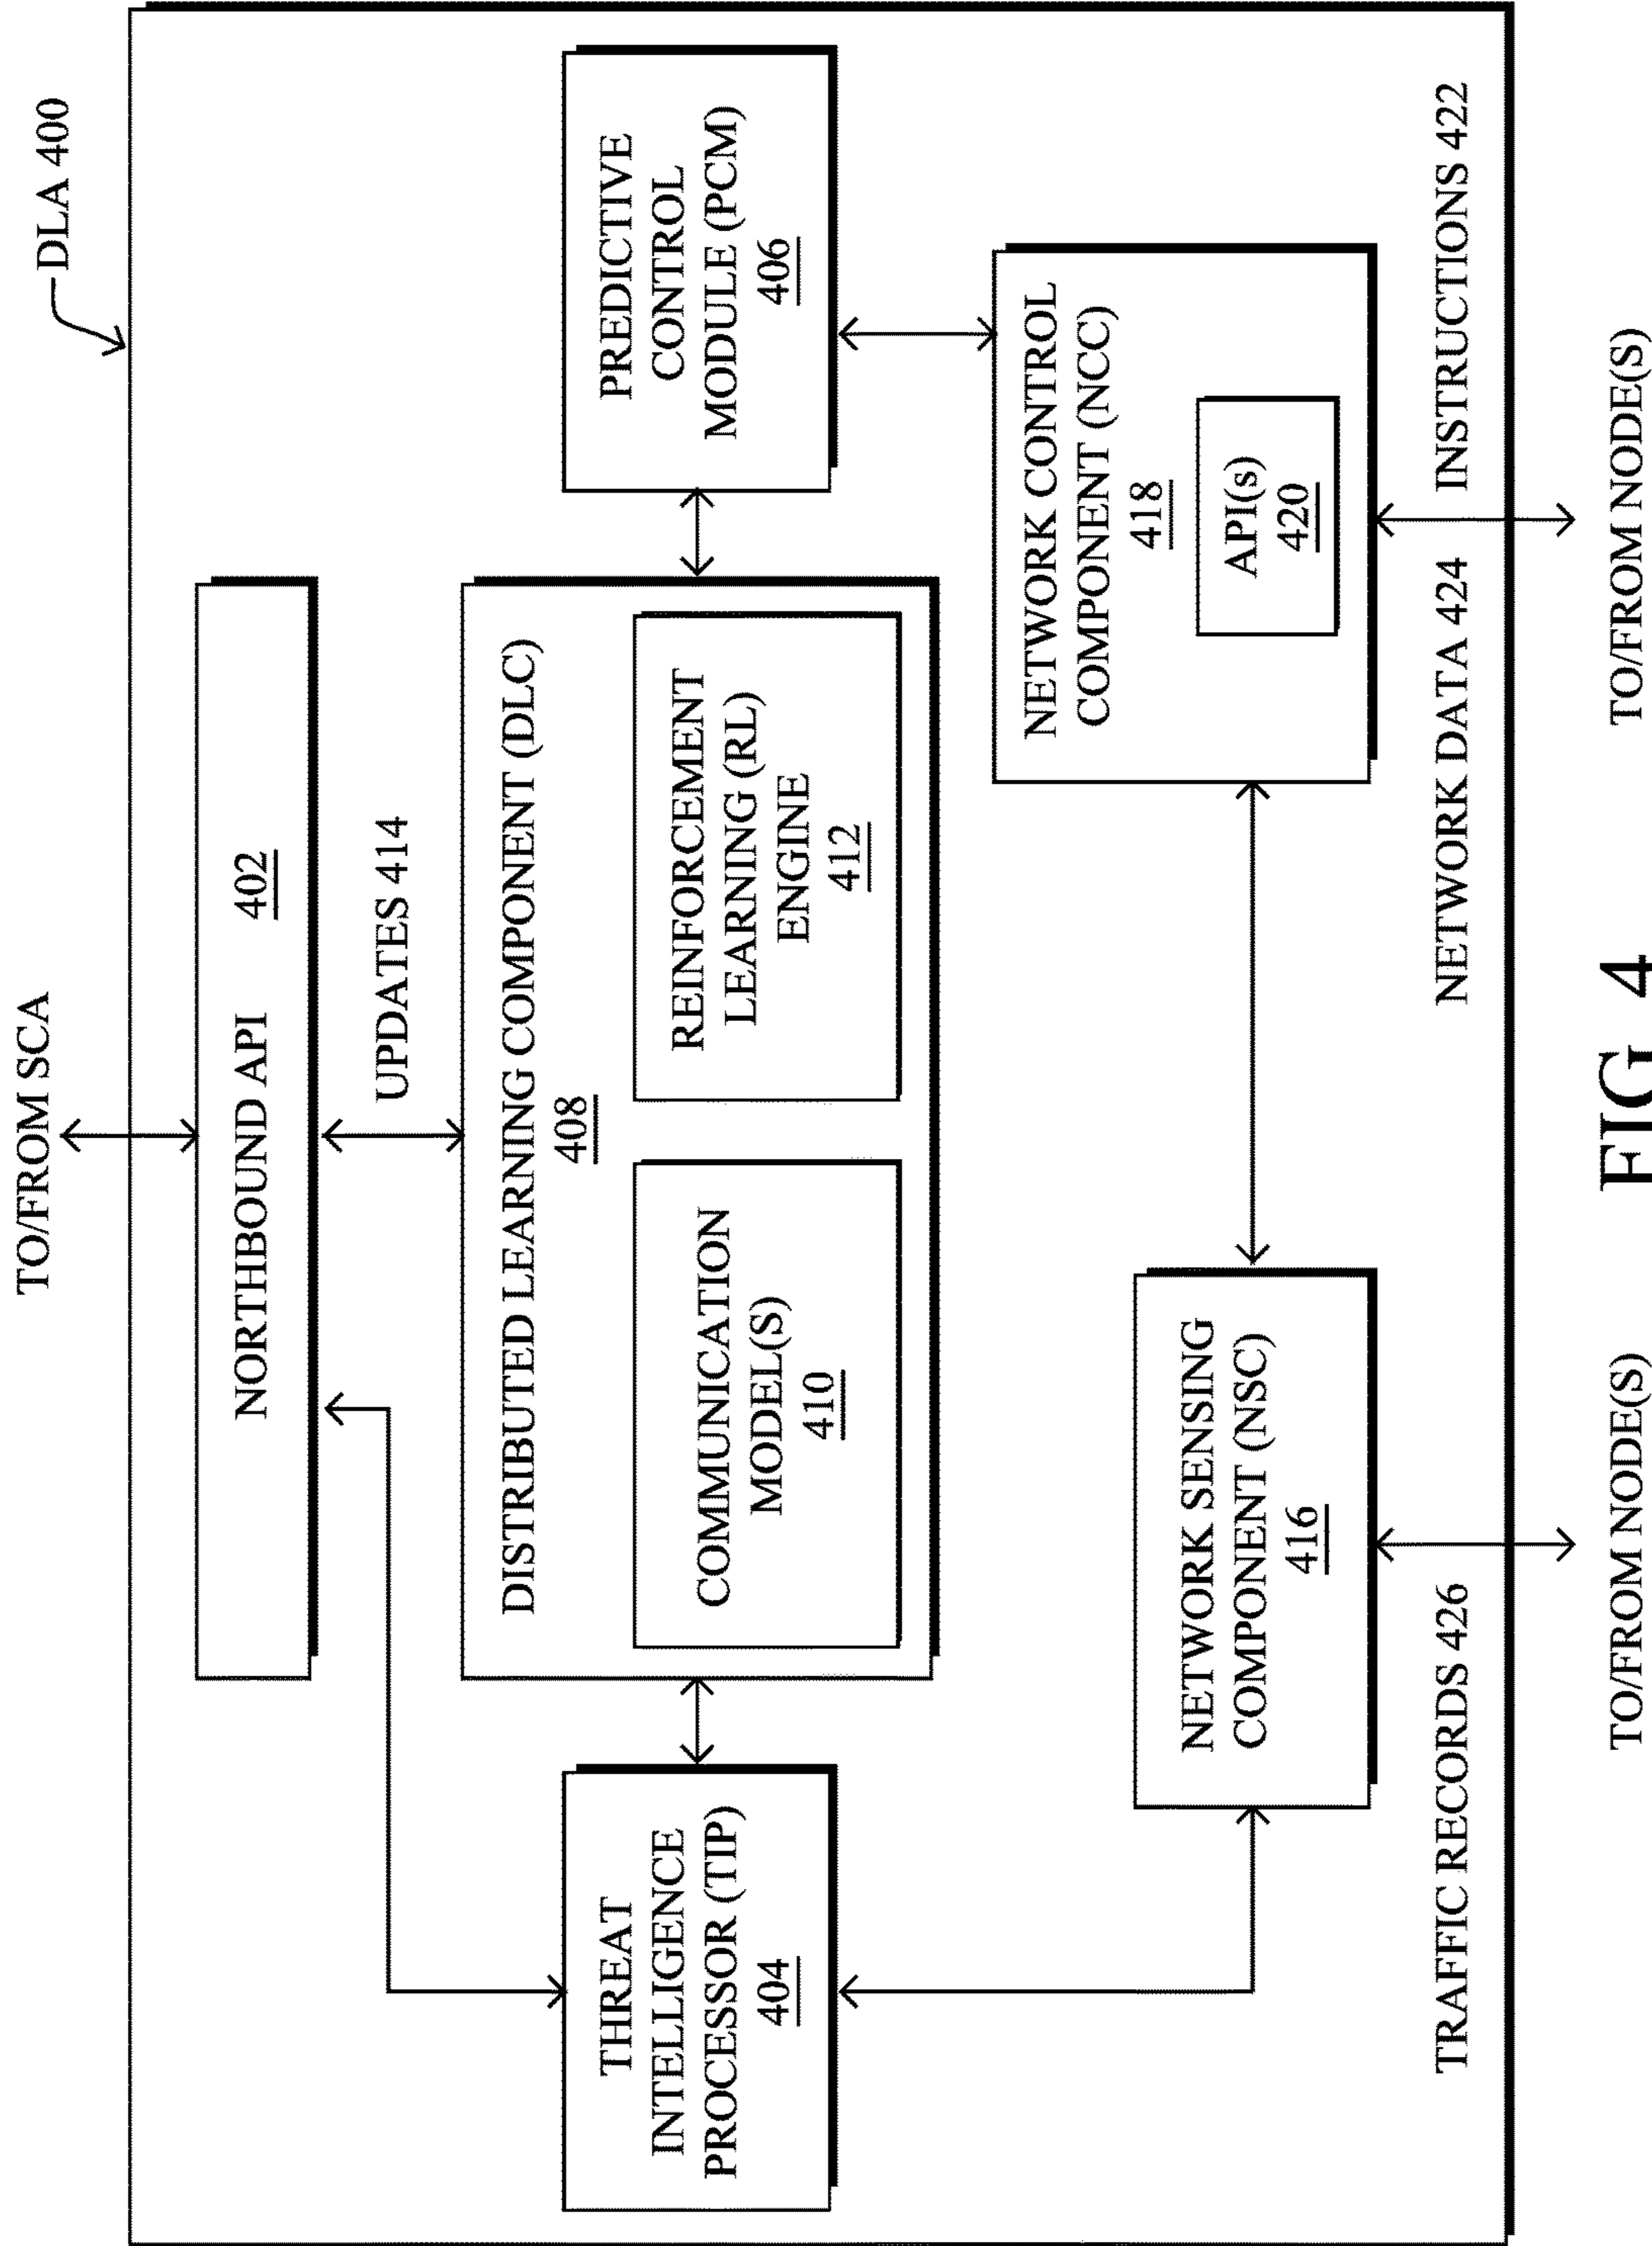 TO/FROM SCA
DLA 400
NORTHBOUND API 402
UPDATES 414
THREAT
INTELLIGENCE
PROCESSOR (TIP)
404
DISTRIBUTED LEARNING COMPONENT (DLC)
408
COMMUNICATION
MODEL(S)
410
REINFORCEMENT
LEARNING (RL)
ENGINE
412
PREDICTIVE
CONTROL
MODULE (PCM)
406
NETWORK SENSING
COMPONENT (NSC)
416
NETWORK CONTROL
COMPONENT (NCC)
418
API(s)
420
TRAFFIC RECORDS 426
NETWORK DATA 424
INSTRUCTIONS 422
TO/FROM NODE(S)
TO/FROM NODE(S)
FIG. 4